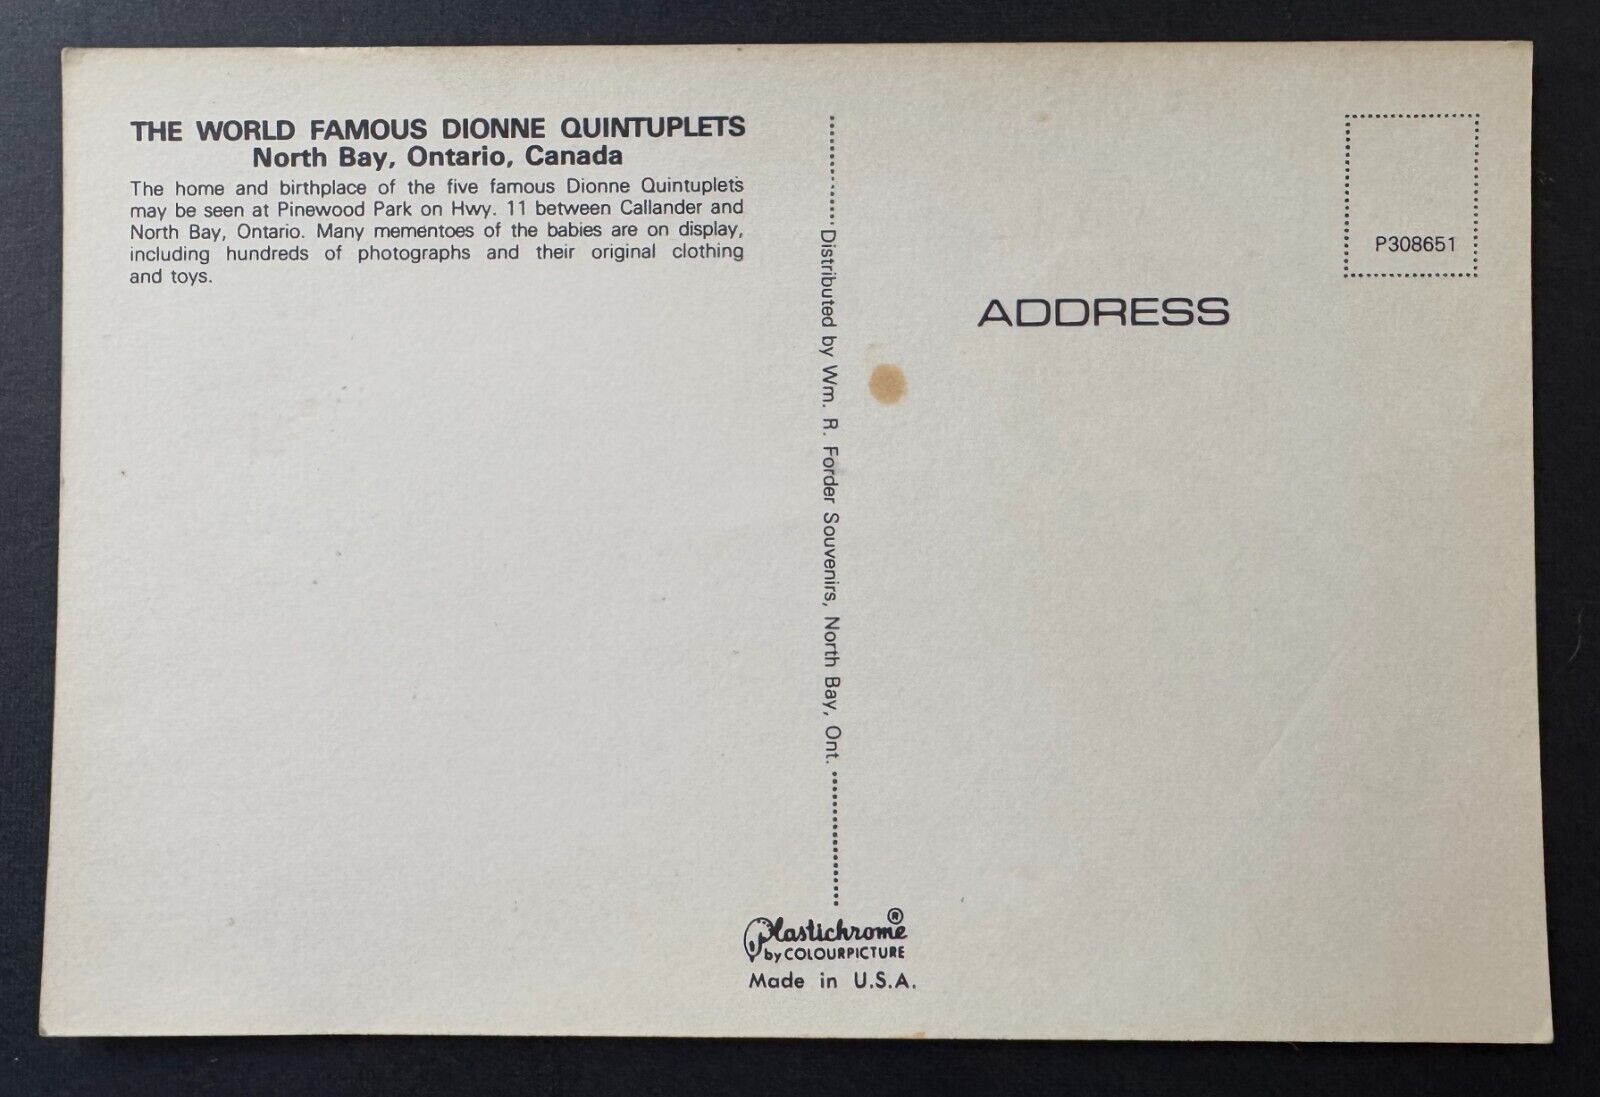 THE WORLD FAMOUS DIONNE QUINTUPLETS
North Bay, Ontario, Canada
The home and birthplace of the five famous Dionne Quintuplets
may be seen at Pinewood Park on Hwy. 11 between Callander and
North Bay, Ontario. Many mementoes of the babies are on display,
including hundreds of photographs and their original clothing
and toys.
Distributed by Wm. R. Forder Souvenirs, North Bay, Ont.
P308651
ADDRESS
Plastichrome®
by COLOURPICTURE
Made in U.S.A.